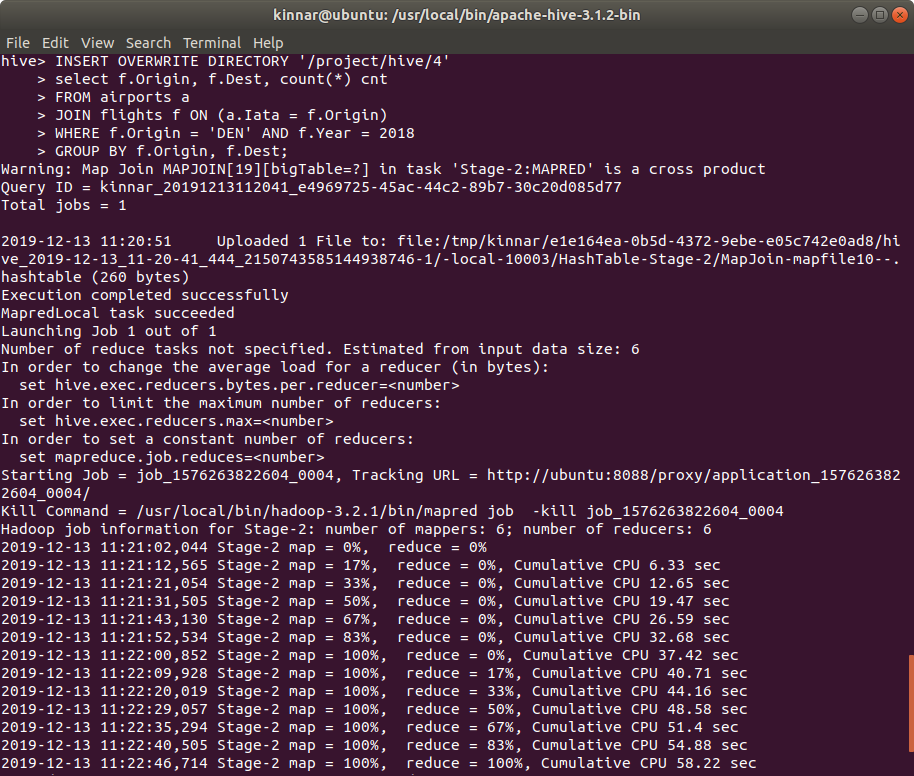 kinnar@ubuntu: /usr/local/bin/apache-hive-3.1.2-bin
File Edit View Search Terminal Help
hive> INSERT OVERWRITE DIRECTORY '/project/hive/4'
    > select f.Origin, f.Dest, count(*) cnt
    > FROM airports a
    > JOIN flights f ON (a.Iata = f.Origin)
    > WHERE f.Origin = 'DEN' AND f.Year = 2018
    > GROUP BY f.Origin, f.Dest;
Warning: Map Join MAPJOIN[19][bigTable=?] in task 'Stage-2:MAPRED' is a cross product
Query ID = kinnar_20191213112041_e4969725-45ac-44c2-89b7-30c20d085d77
Total jobs = 1
2019-12-13 11:20:51     Uploaded 1 File to: file:/tmp/kinnar/e1e164ea-0b5d-4372-9ebe-e05c742e0ad8/hi
ve_2019-12-13_11-20-41_444_2150743585144938746-1/-local-10003/HashTable-Stage-2/MapJoin-mapfile10--.
hashtable (260 bytes)
Execution completed successfully
MapredLocal task succeeded
Launching Job 1 out of 1
Number of reduce tasks not specified. Estimated from input data size: 6
In order to change the average load for a reducer (in bytes):
  set hive.exec.reducers.bytes.per.reducer=<number>
In order to limit the maximum number of reducers:
  set hive.exec.reducers.max=<number>
In order to set a constant number of reducers:
  set mapreduce.job.reduces=<number>
Starting Job = job_1576263822604_0004, Tracking URL = http://ubuntu:8088/proxy/application_157626382
2604_0004/
Kill Command = /usr/local/bin/hadoop-3.2.1/bin/mapred job  -kill job_1576263822604_0004
Hadoop job information for Stage-2: number of mappers: 6; number of reducers: 6
2019-12-13 11:21:02,044 Stage-2 map = 0%,  reduce = 0%
2019-12-13 11:21:12,565 Stage-2 map = 17%,  reduce = 0%, Cumulative CPU 6.33 sec
2019-12-13 11:21:21,054 Stage-2 map = 33%,  reduce = 0%, Cumulative CPU 12.65 sec
2019-12-13 11:21:31,505 Stage-2 map = 50%,  reduce = 0%, Cumulative CPU 19.47 sec
2019-12-13 11:21:43,130 Stage-2 map = 67%,  reduce = 0%, Cumulative CPU 26.59 sec
2019-12-13 11:21:52,534 Stage-2 map = 83%,  reduce = 0%, Cumulative CPU 32.68 sec
2019-12-13 11:22:00,852 Stage-2 map = 100%,  reduce = 0%, Cumulative CPU 37.42 sec
2019-12-13 11:22:09,928 Stage-2 map = 100%,  reduce = 17%, Cumulative CPU 40.71 sec
2019-12-13 11:22:20,019 Stage-2 map = 100%,  reduce = 33%, Cumulative CPU 44.16 sec
2019-12-13 11:22:29,057 Stage-2 map = 100%,  reduce = 50%, Cumulative CPU 48.58 sec
2019-12-13 11:22:35,294 Stage-2 map = 100%,  reduce = 67%, Cumulative CPU 51.4 sec
2019-12-13 11:22:40,505 Stage-2 map = 100%,  reduce = 83%, Cumulative CPU 54.88 sec
2019-12-13 11:22:46,714 Stage-2 map = 100%,  reduce = 100%, Cumulative CPU 58.22 sec